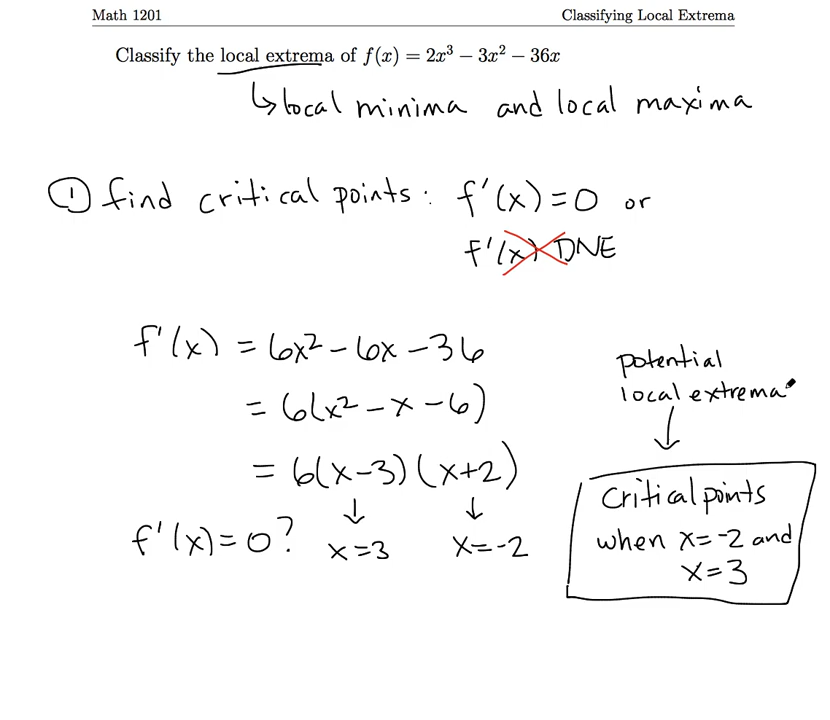 Math 1201 Classifying Local Extrema
Classify the local extrema of f(x) = 2x³ − 3x² − 36x
↳ local minima and local maxima
① find critical points: f'(x) = 0 or
f'(x) DNE
f'(x) = 6x² − 6x − 36
= 6(x² − x − 6)
= 6(x−3)(x+2)
↓ ↓
f'(x) = 0? x=3 x=-2
potential
local extrema
↓
critical points
when x=-2 and
x=3